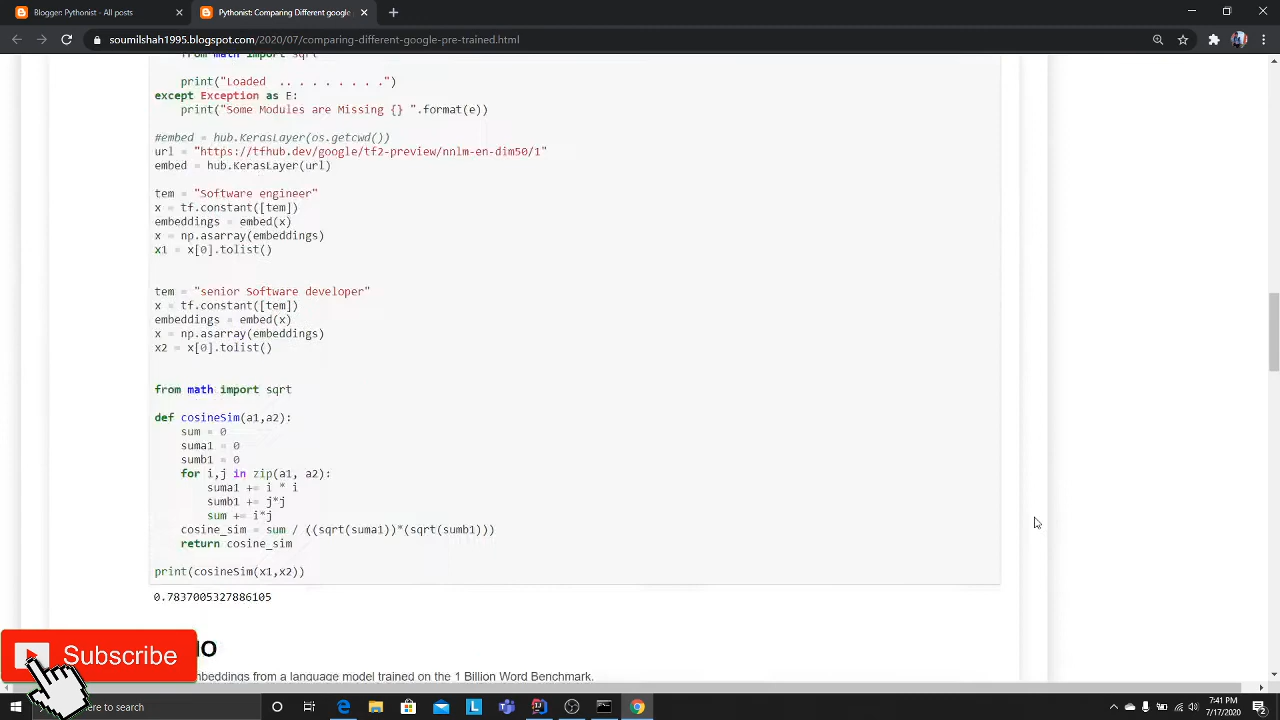 Blogger: Pythonist - All posts
Pythonist: Comparing Different google
soumilshah1995.blogspot.com/2020/07/comparing-different-google-pre-trained.html
from math import sqrt
print("Loaded .. . . . . . . .")
except Exception as E:
print("Some Modules are Missing {} ".format(e))
#embed = hub.KerasLayer(os.getcwd())
url = "https://tfhub.dev/google/tf2-preview/nnlm-en-dim50/1"
embed = hub.KerasLayer(url)
tem = "Software engineer"
x = tf.constant([tem])
embeddings = embed(x)
x = np.asarray(embeddings)
x1 = x[0].tolist()
tem = "senior Software developer"
x = tf.constant([tem])
embeddings = embed(x)
x = np.asarray(embeddings)
x2 = x[0].tolist()
from math import sqrt
def cosineSim(a1,a2):
sum = 0
suma1 = 0
sumb1 = 0
for i,j in zip(a1, a2):
suma1 += i * i
sumb1 += j*j
sum += i*j
cosine_sim = sum / ((sqrt(suma1))*(sqrt(sumb1)))
return cosine_sim
print(cosineSim(x1,x2))
0.7837005327886105
embeddings from a language model trained on the 1 Billion Word Benchmark.
Subscribe
here to search
7:41 PM
7/17/2020